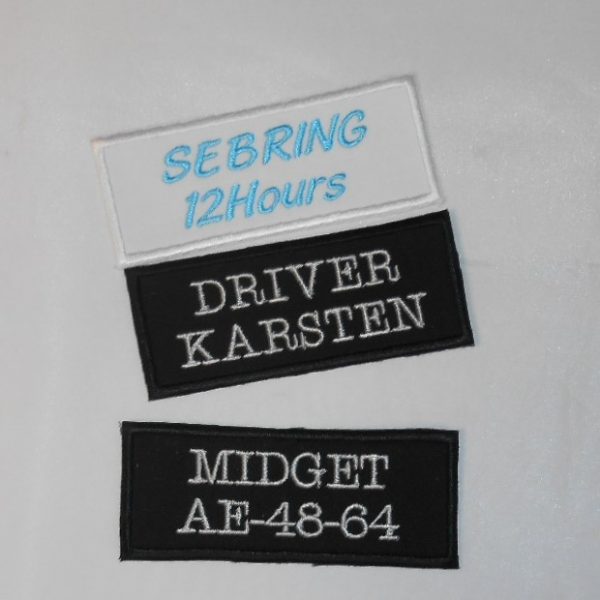 SEBRING
12Hours
DRIVER
KARSTEN
MIDGET
AE-48-64